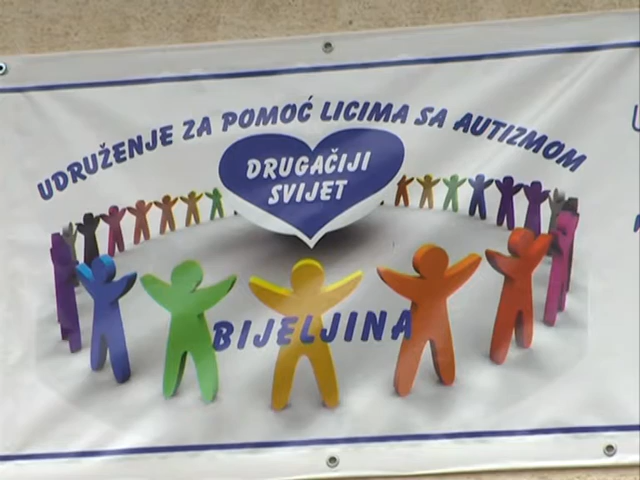 UDRUŽENJE ZA POMOĆ LICIMA SA AUTIZMOM
DRUGAČIJI
SVIJET
BIJELJINA